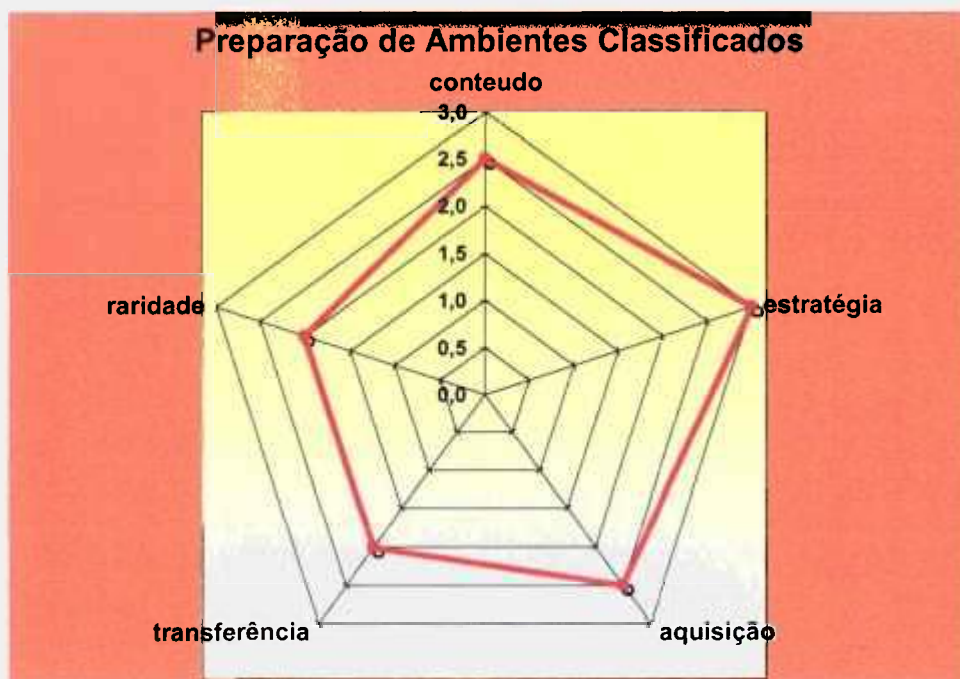 Preparação de Ambientes Classificados
conteudo
3,0
2,5
2,0
1,5
1,0
0,5
0,0
raridade
estratégia
transferência
aquisição